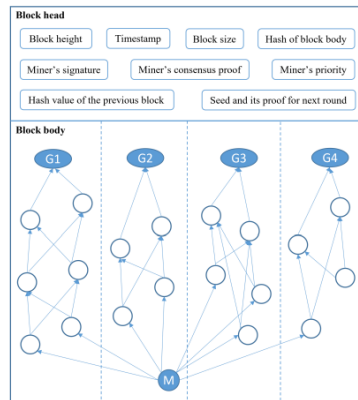 Block head
Block height Timestamp Block size Hash of block body
Miner's signature Miner's consensus proof Miner's priority
Hash value of the previous block Seed and its proof for next round
Block body
G1 G2 G3 G4
M